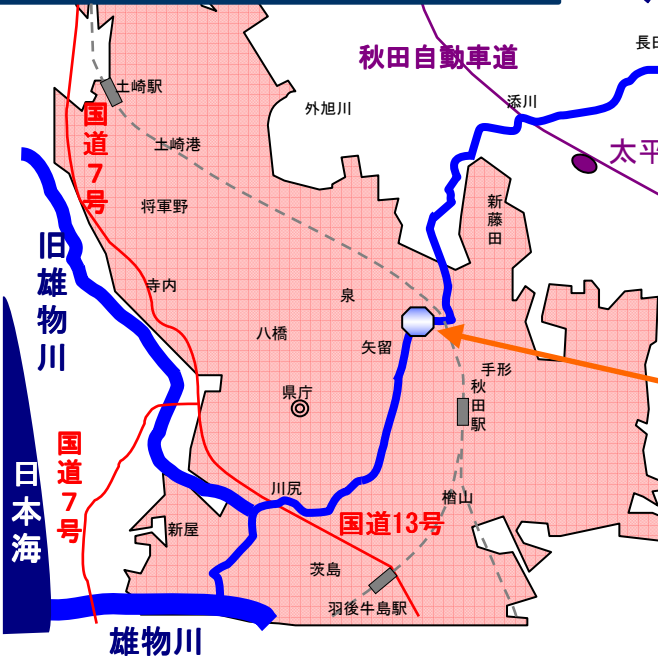 長
秋田自動車道
土崎駅
外旭川
添川
国道7号
土崎港
太平
将軍野
新藤田
旧雄物川
寺内
泉
八橋
矢留
手形
秋田駅
県庁
国道7号
日本海
川尻
楢山
国道13号
新屋
茨島
羽後牛島駅
雄物川